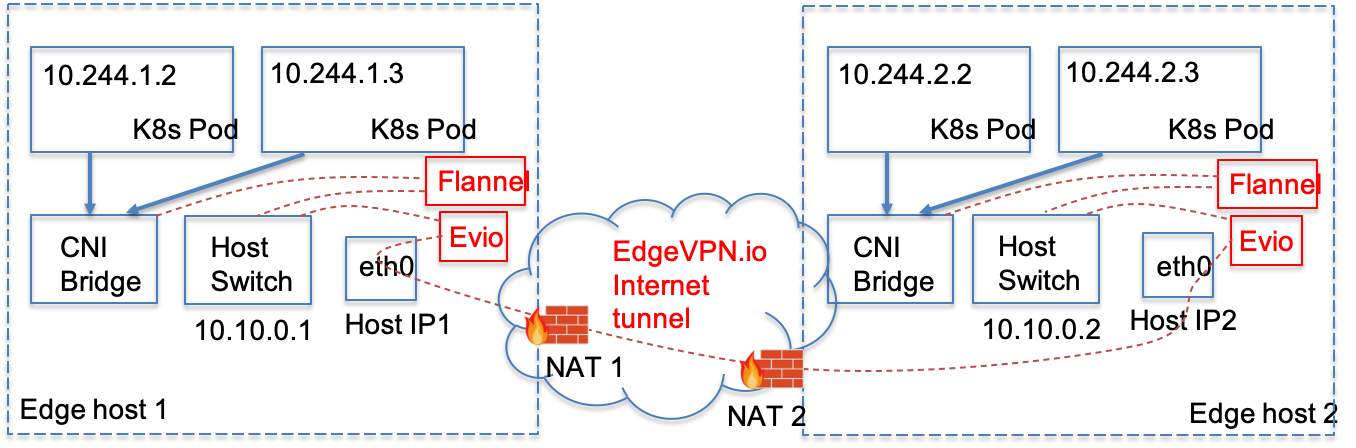 10.244.1.2
K8s Pod
10.244.1.3
K8s Pod
Flannel
Evio
CNI
Bridge
Host
Switch
10.10.0.1
eth0
Host IP1
Edge host 1
EdgeVPN.io
Internet
tunnel
NAT 1
NAT 2
10.244.2.2
K8s Pod
10.244.2.3
K8s Pod
Flannel
Evio
CNI
Bridge
Host
Switch
10.10.0.2
eth0
Host IP2
Edge host 2